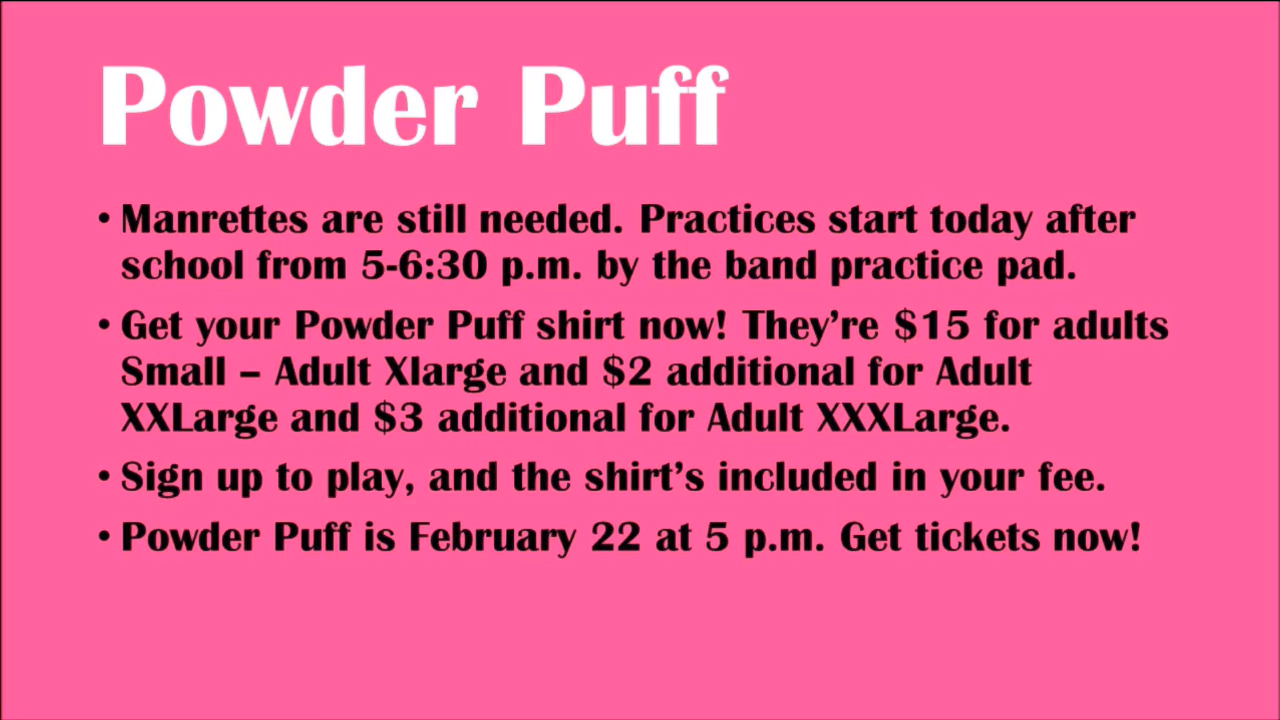 Powder Puff
• Manrettes are still needed. Practices start today after
school from 5-6:30 p.m. by the band practice pad.
• Get your Powder Puff shirt now! They’re $15 for adults
Small – Adult Xlarge and $2 additional for Adult
XXLarge and $3 additional for Adult XXXLarge.
• Sign up to play, and the shirt’s included in your fee.
• Powder Puff is February 22 at 5 p.m. Get tickets now!